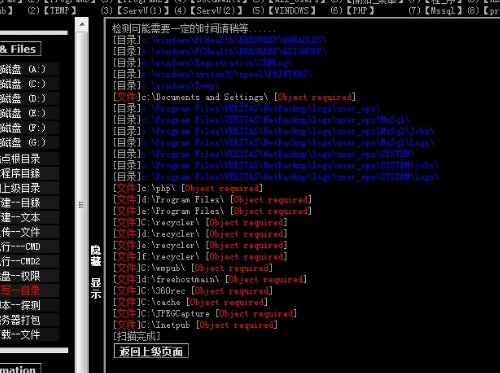 (2)【TEMP】 (3)【ServU(1)】 (4)【ServU(2)】 (5)【WINDOWS】 (6)【PHP】 (7)【Mssql】 (8)【pr
& Files
磁盘 (A:)
磁盘 (C:)
磁盘 (D:)
磁盘 (E:)
磁盘 (F:)
磁盘 (G:)
点根目录
程序目录
上级目录
建--目录
建--文本
传--文件
行---CMD
行--CMD2
盘--权限
写--目录
本--探测
务器打包
载--文件
mation
隐藏 显示
检测可能需要一定的时间请稍等......
[目录]c:\windows\PCHealth\ERRORREP\QHEADLES\
[目录]c:\windows\PCHealth\ERRORREP\QSIGNOFF\
[目录]c:\windows\Registration\CRMLog\
[目录]c:\windows\system32\spool\PRINTERS\
[目录]c:\windows\Temp\
[文件]c:\Documents and Settings\ [Object required]
[目录]C:\Program Files\VERITAS\NetBackup\logs\user_ops\
[目录]C:\Program Files\VERITAS\NetBackup\logs\user_ops\MsSql\
[目录]C:\Program Files\VERITAS\NetBackup\logs\user_ops\MsSql\Jobs\
[目录]C:\Program Files\VERITAS\NetBackup\logs\user_ops\MsSql\Logs\
[目录]C:\Program Files\VERITAS\NetBackup\logs\user_ops\SYSTEM\
[目录]C:\Program Files\VERITAS\NetBackup\logs\user_ops\SYSTEM\jobs\
[目录]C:\Program Files\VERITAS\NetBackup\logs\user_ops\SYSTEM\logs\
[文件]c:\php\ [Object required]
[文件]d:\Program Files\ [Object required]
[文件]e:\Program Files\ [Object required]
[文件]C:\recycler\ [Object required]
[文件]d:\recycler\ [Object required]
[文件]e:\recycler\ [Object required]
[文件]f:\recycler\ [Object required]
[文件]C:\wmpub\ [Object required]
[文件]c:\freehostmain\ [Object required]
[文件]C:\360rec [Object required]
[文件]C:\cache [Object required]
[文件]C:\JPEGCapture [Object required]
[文件]C:\Inetpub [Object required]
[扫描完成]
返回上级页面